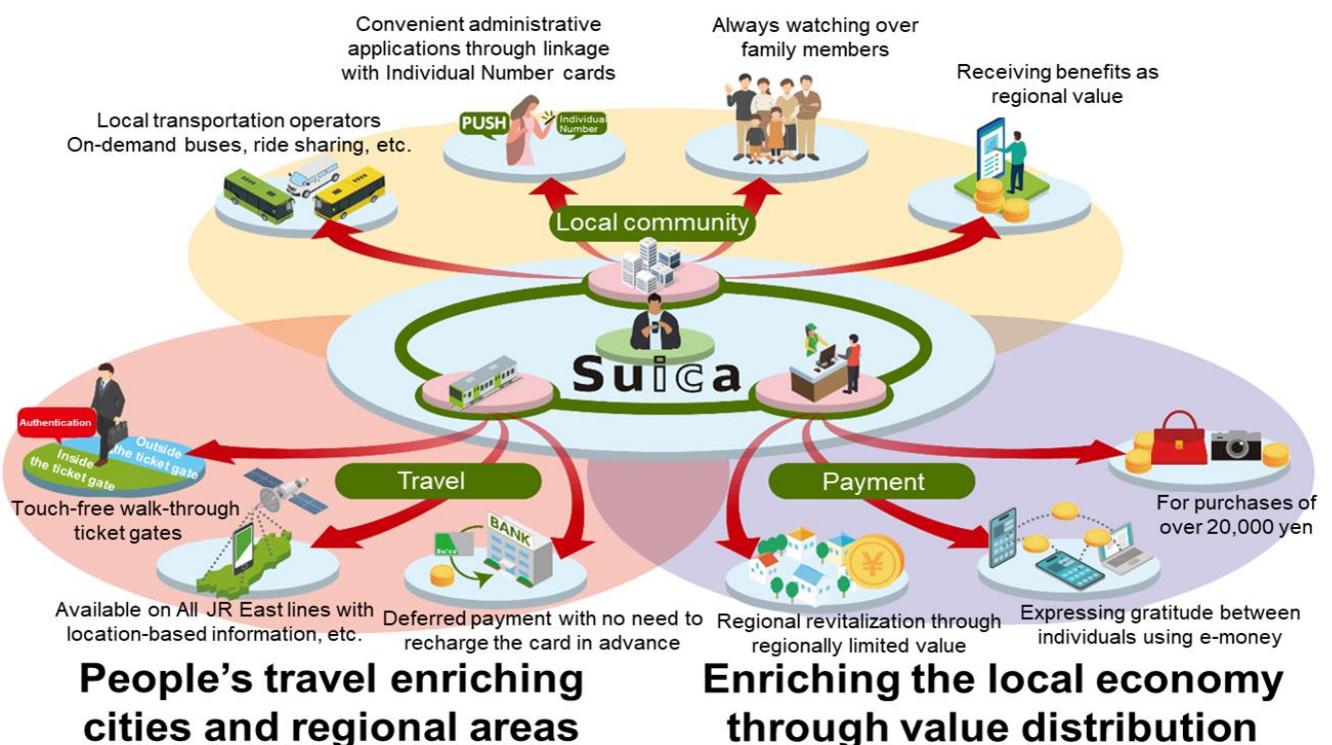 Convenient administrative
applications through linkage
with Individual Number cards
Always watching over
family members
Receiving benefits as
regional value
Local transportation operators
On-demand buses, ride sharing, etc.
PUSH
Individual
Number
Local community
Suica
Authentication
Inside
the ticket gate
Outside
the ticket gate
Touch-free walk-through
ticket gates
Travel
Payment
Suica
BANK
¥
For purchases of
over 20,000 yen
Available on All JR East lines with
location-based information, etc.
Deferred payment with no need to
recharge the card in advance
Regional revitalization through
regionally limited value
Expressing gratitude between
individuals using e-money
People's travel enriching
cities and regional areas
Enriching the local economy
through value distribution